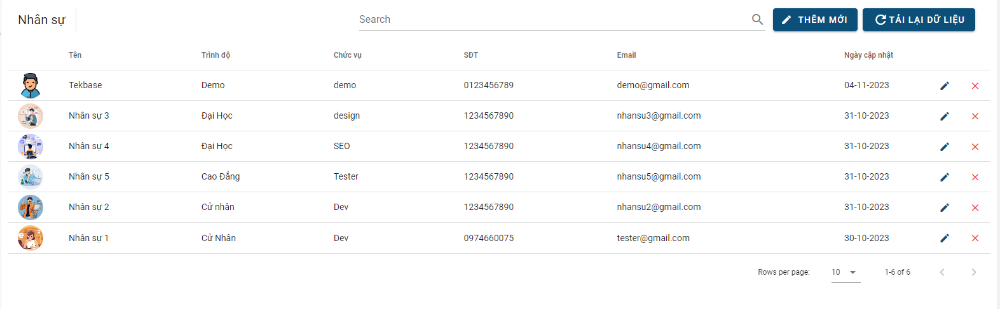 Nhân sự Search THÊM MỚI TẢI LẠI DỮ LIỆU
Tên Trình độ Chức vụ SĐT Email Ngày cập nhật
Tekbase Demo demo 0123456789 demo@gmail.com 04-11-2023
Nhân sự 3 Đại Học design 1234567890 nhansu3@gmail.com 31-10-2023
Nhân sự 4 Đại Học SEO 1234567890 nhansu4@gmail.com 31-10-2023
Nhân sự 5 Cao Đẳng Tester 1234567890 nhansu5@gmail.com 31-10-2023
Nhân sự 2 Cử nhân Dev 1234567890 nhansu2@gmail.com 31-10-2023
Nhân sự 1 Cử Nhân Dev 0974660075 tester@gmail.com 30-10-2023
Rows per page: 10 1-6 of 6